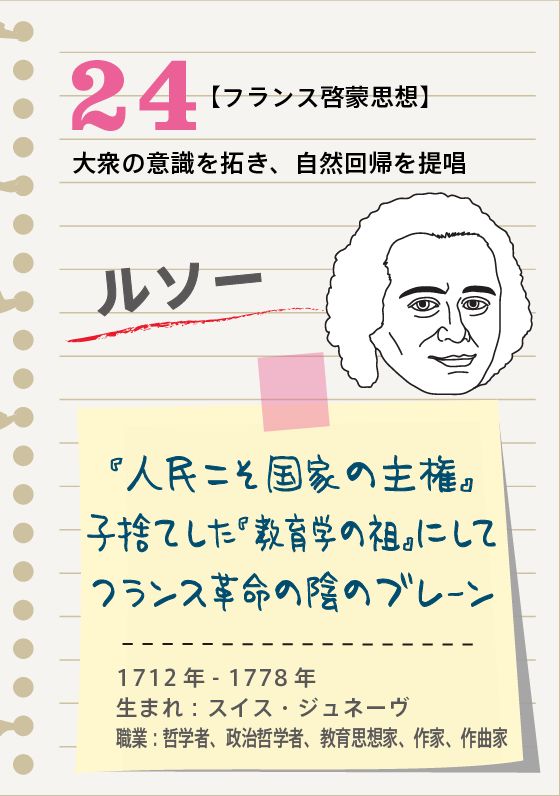 24【フランス啓蒙思想】
大衆の意識を拓き、自然回帰を提唱
ルソー
『人民こそ国家の主権』
子捨てした『教育学の祖』にして
フランス革命の陰のブレーン
1712年-1778年
生まれ：スイス・ジュネーヴ
職業：哲学者、政治哲学者、教育思想家、作家、作曲家